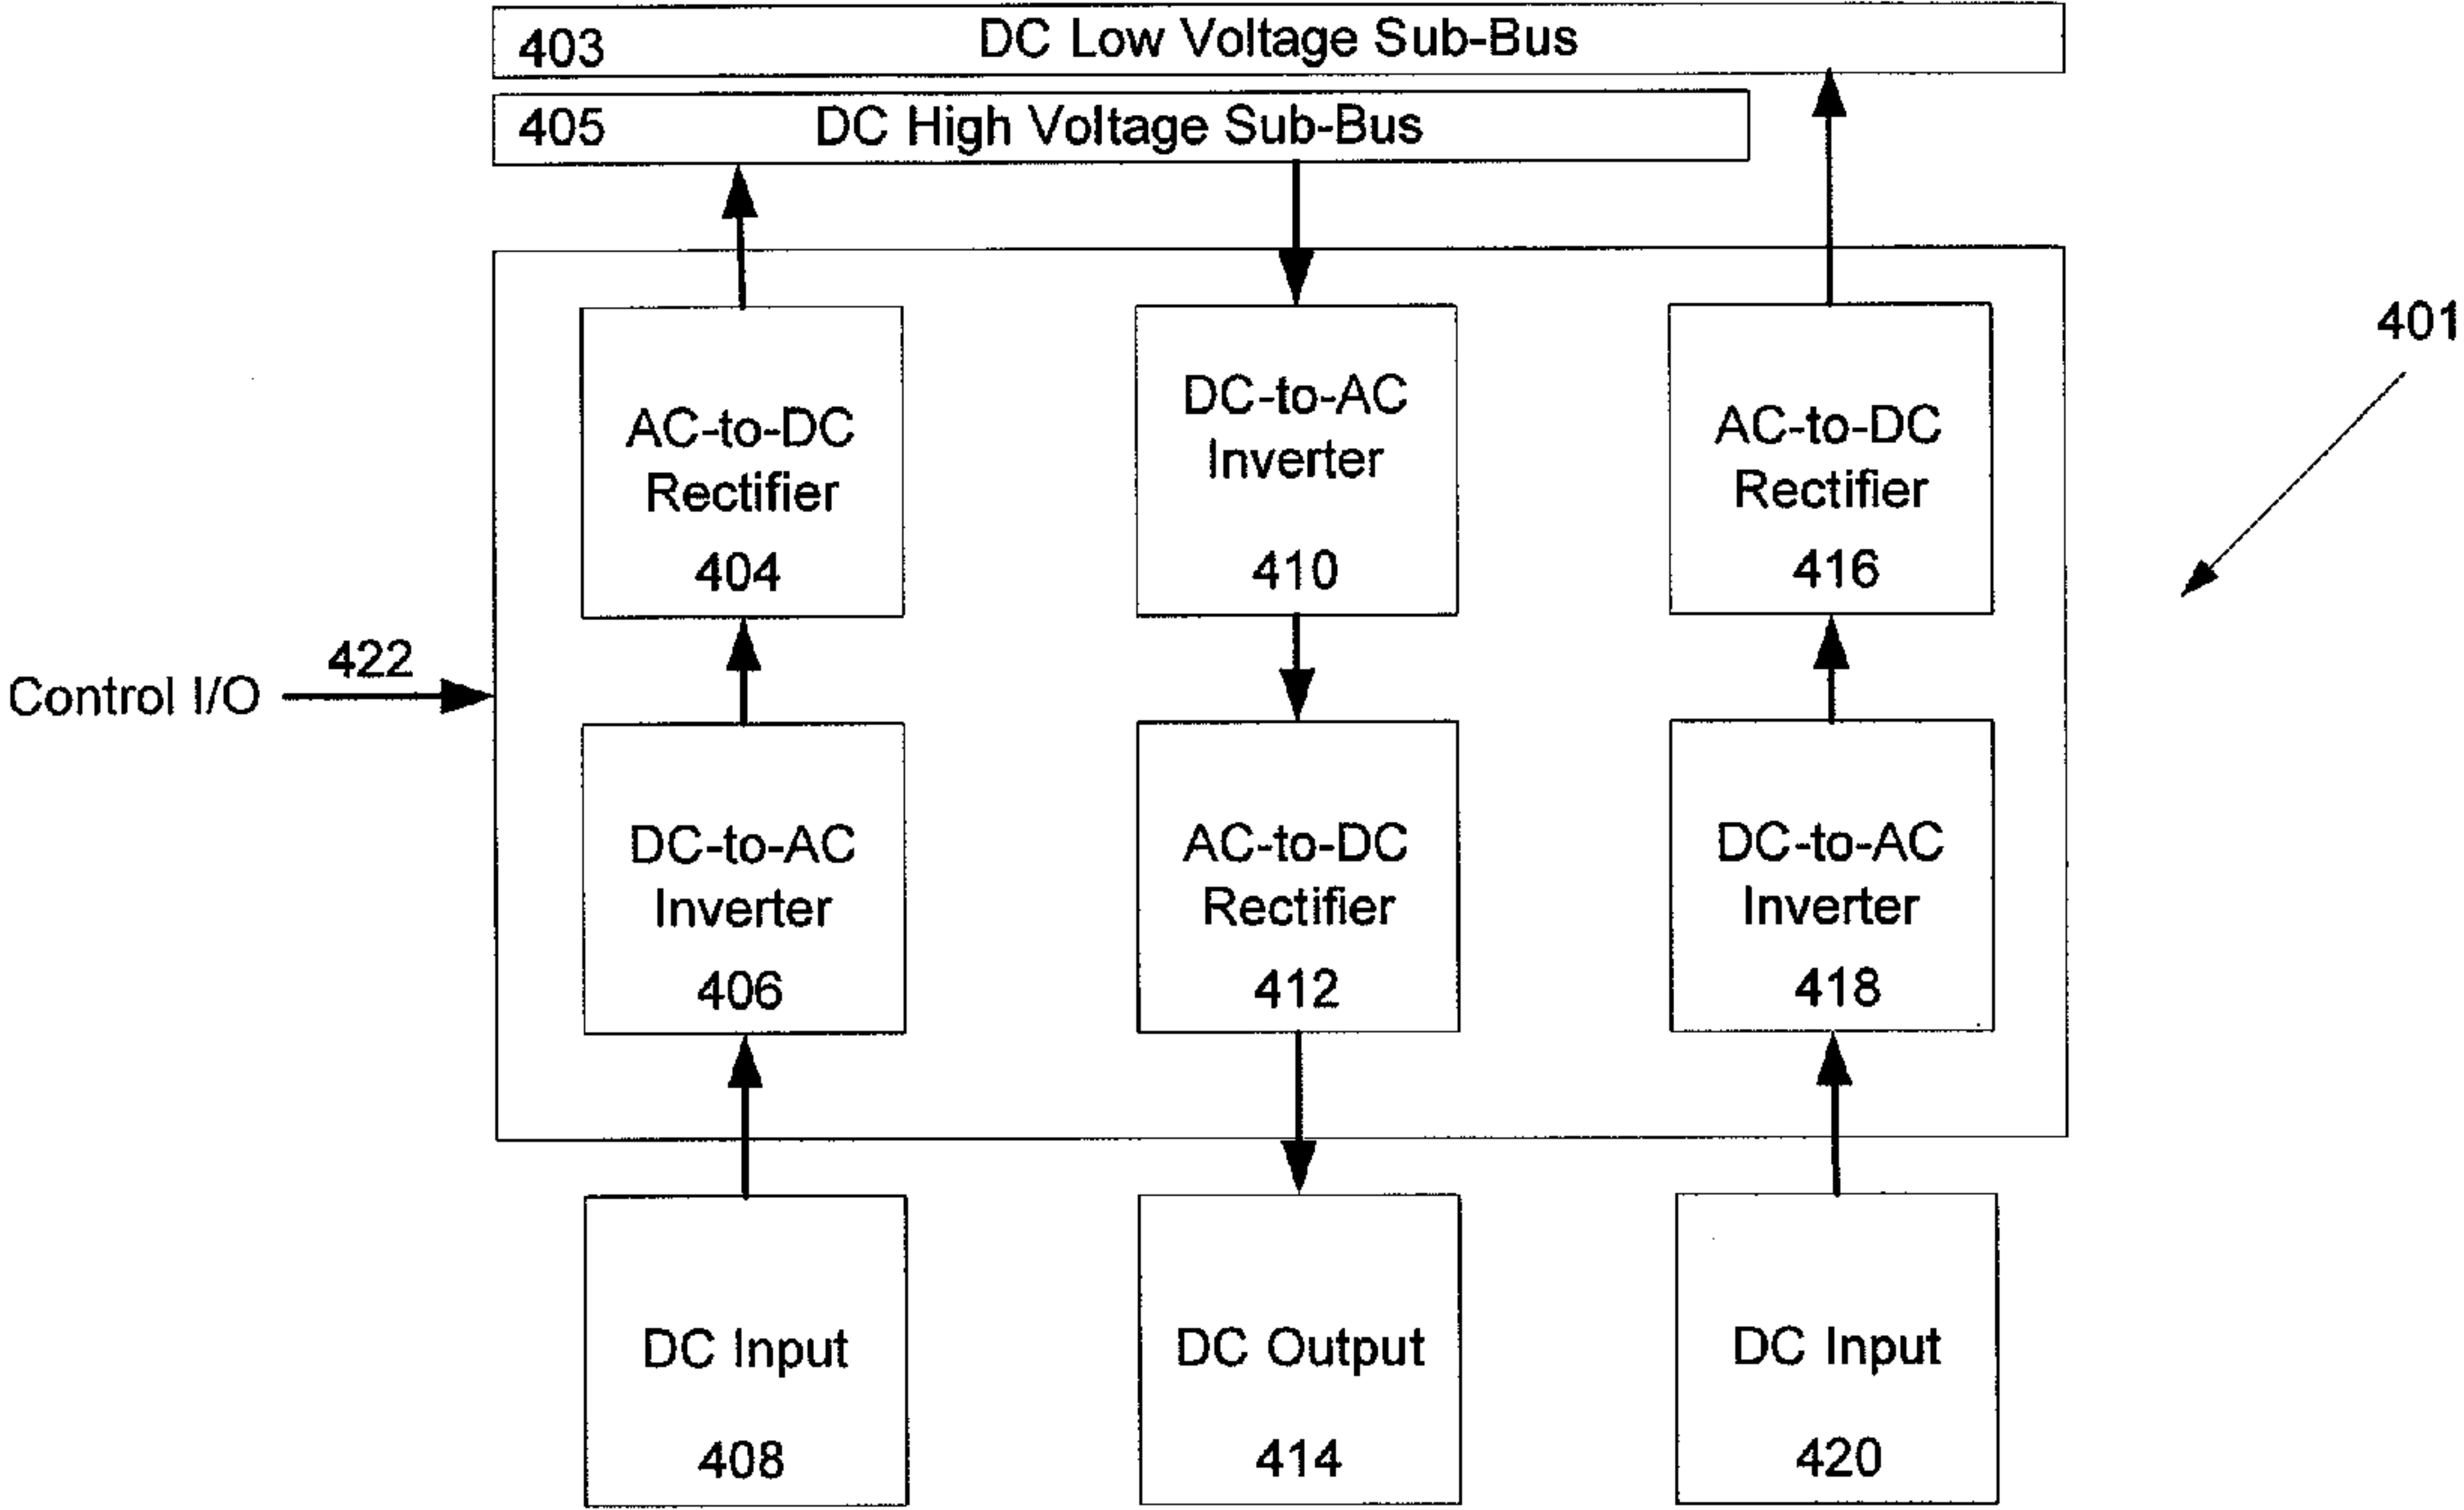 403 DC Low Voltage Sub-Bus
405 DC High Voltage Sub-Bus
401
AC-to-DC
Rectifier
404
DC-to-AC
Inverter
410
AC-to-DC
Rectifier
416
422
Control I/O
DC-to-AC
Inverter
406
AC-to-DC
Rectifier
412
DC-to-AC
Inverter
418
DC Input
408
DC Output
414
DC Input
420